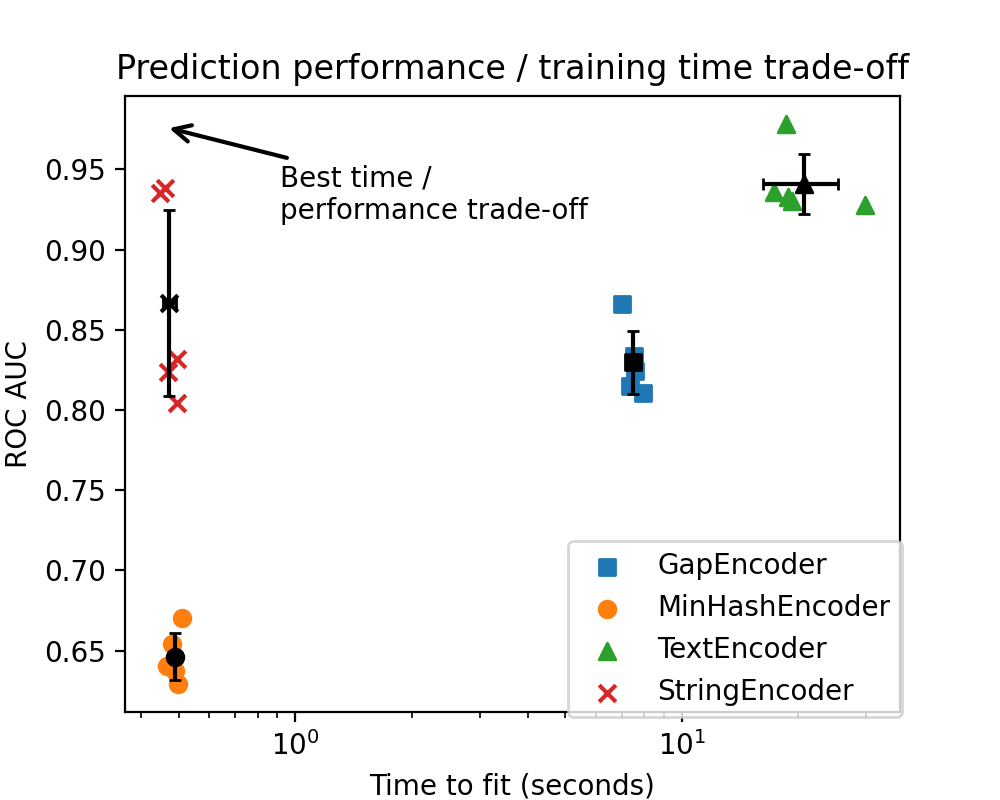 Prediction performance / training time trade-off
Best time /
performance trade-off
0.95
0.90
0.85
0.80
0.75
0.70
0.65
ROC AUC
GapEncoder
MinHashEncoder
TextEncoder
StringEncoder
10⁰
10¹
Time to fit (seconds)